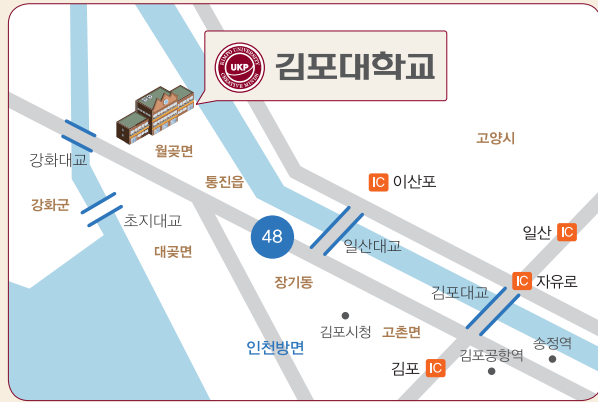 UKP
김포대학교
고양시
강화대교
월곶면
통진읍
IC 이산포
강화군
초지대교
48
일산대교
일산 IC
대곶면
장기동
김포대교
IC 자유로
김포시청
고촌면
인천방면
김포 IC
김포공항역
송정역